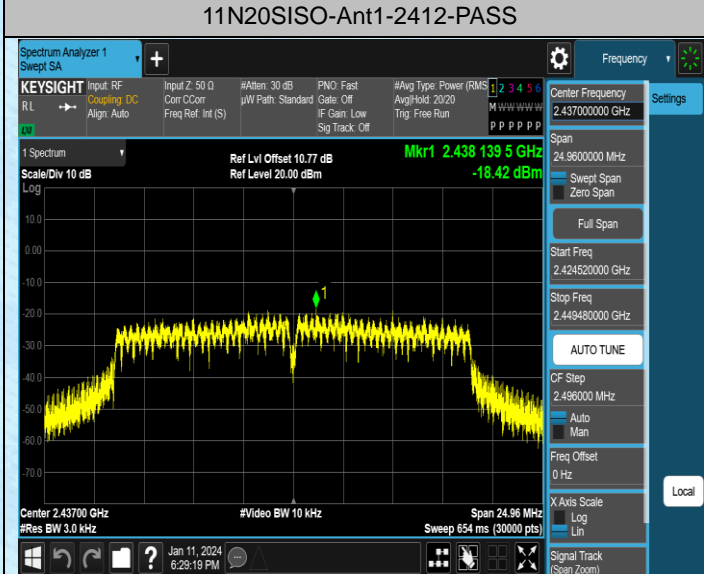 11N20SISO-Ant1-2412-PASS
Spectrum Analyzer 1
Swept SA
+
Frequency
KEYSIGHT
RL
LXI
Input: RF
Coupling: DC
Align: Auto
Input Z: 50 Ω
Corr CCorr
Freq Ref: Int (S)
#Atten: 30 dB
µW Path: Standard
PNO: Fast
Gate: Off
IF Gain: Low
Sig Track: Off
#Avg Type: Power (RMS
Avg|Hold: 20/20
Trig: Free Run
1 2 3 4 5 6
M W W W W W
P P P P P P
1 Spectrum
Scale/Div 10 dB
Log
Ref Lvl Offset 10.77 dB
Ref Level 20.00 dBm
Mkr1 2.438 139 5 GHz
-18.42 dBm
10.0
0.00
-10.0
-20.0
-30.0
-40.0
-50.0
-60.0
-70.0
1
Center 2.43700 GHz
#Res BW 3.0 kHz
#Video BW 10 kHz
Span 24.96 MHz
Sweep 654 ms (30000 pts)
Center Frequency
2.437000000 GHz
Settings
Span
24.9600000 MHz
Swept Span
Zero Span
Full Span
Start Freq
2.424520000 GHz
Stop Freq
2.449480000 GHz
AUTO TUNE
CF Step
2.496000 MHz
Auto
Man
Freq Offset
0 Hz
X Axis Scale
Log
Lin
Local
Signal Track
(Span Zoom)
?
Jan 11, 2024
6:29:19 PM